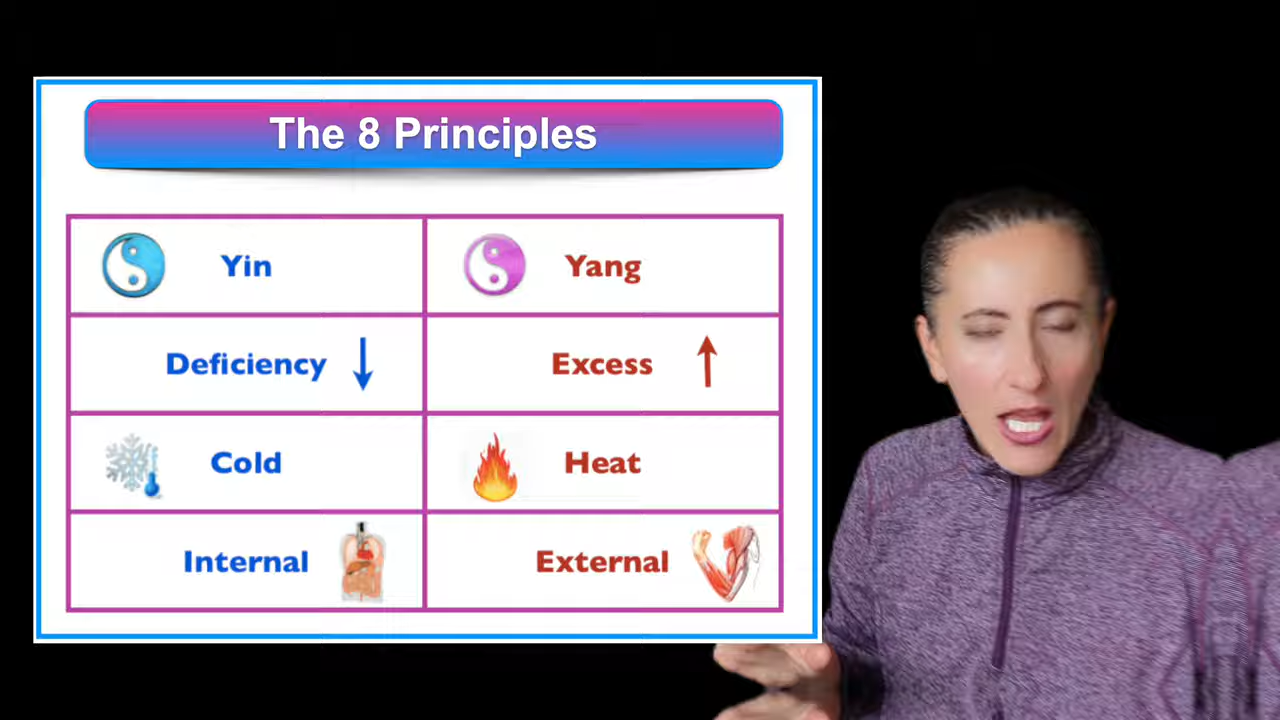 The 8 Principles
Yin
Yang
Deficiency
Excess
Cold
Heat
Internal
External